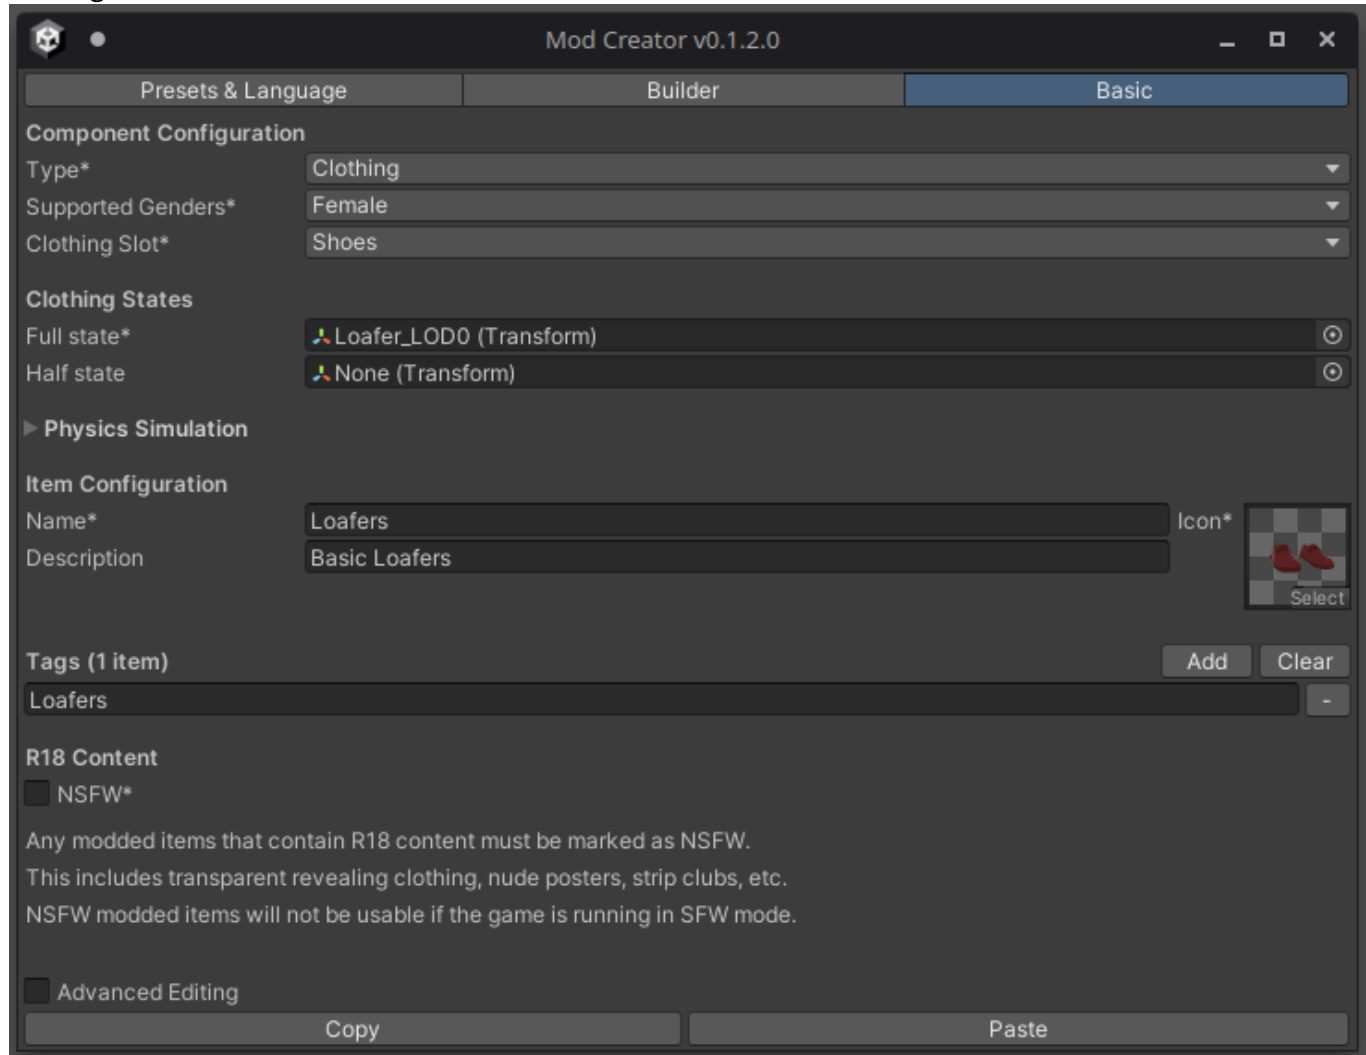 Mod Creator v0.1.2.0
Presets & Language Builder Basic
Component Configuration
Type* Clothing
Supported Genders* Female
Clothing Slot* Shoes
Clothing States
Full state* Loafer_LOD0 (Transform)
Half state None (Transform)
Physics Simulation
Item Configuration
Name* Loafers Icon*
Description Basic Loafers
Select
Tags (1 item) Add Clear
Loafers -
R18 Content
NSFW*
Any modded items that contain R18 content must be marked as NSFW.
This includes transparent revealing clothing, nude posters, strip clubs, etc.
NSFW modded items will not be usable if the game is running in SFW mode.
Advanced Editing
Copy Paste